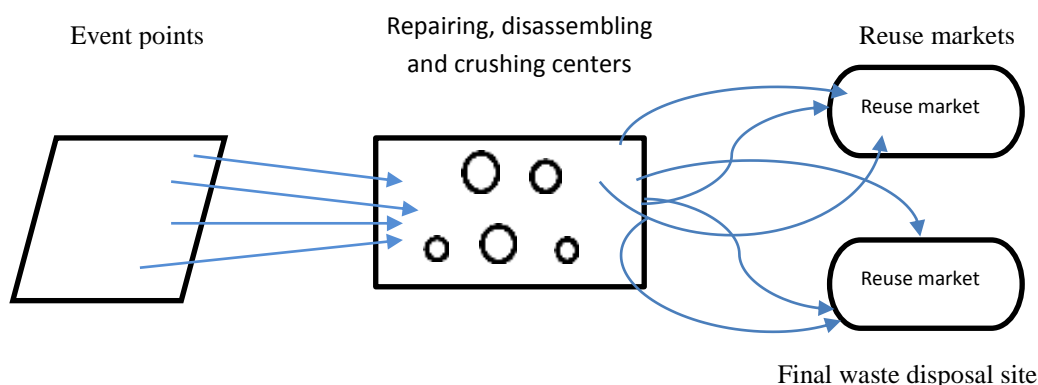 Event points
Repairing, disassembling
and crushing centers
Reuse markets
Reuse market
Reuse market
Final waste disposal site